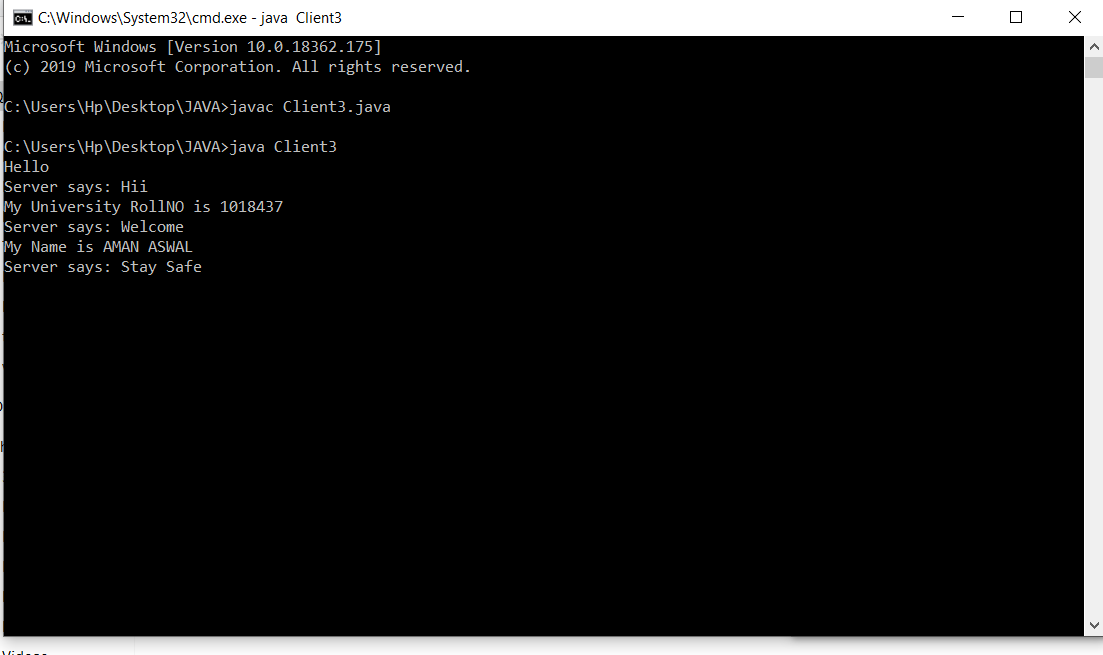 C:\Windows\System32\cmd.exe - java  Client3
Microsoft Windows [Version 10.0.18362.175]
(c) 2019 Microsoft Corporation. All rights reserved.
C:\Users\Hp\Desktop\JAVA>javac Client3.java
C:\Users\Hp\Desktop\JAVA>java Client3
Hello
Server says: Hii
My University RollNO is 1018437
Server says: Welcome
My Name is AMAN ASWAL
Server says: Stay Safe